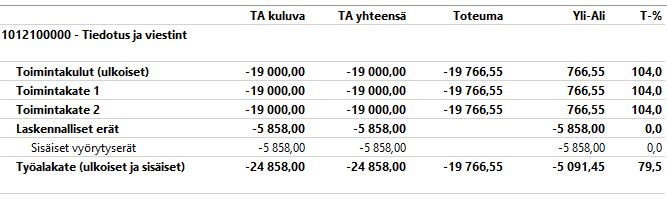 TA kuluva TA yhteensä Toteuma Yli-Ali T-%
1012100000 - Tiedotus ja viestint
Toimintakulut (ulkoiset) -19 000,00 -19 000,00 -19 766,55 766,55 104,0
Toimintakate 1 -19 000,00 -19 000,00 -19 766,55 766,55 104,0
Toimintakate 2 -19 000,00 -19 000,00 -19 766,55 766,55 104,0
Laskennalliset erät -5 858,00 -5 858,00 -5 858,00 0,0
Sisäiset vyörytyserät -5 858,00 -5 858,00 -5 858,00 0,0
Työalakate (ulkoiset ja sisäiset) -24 858,00 -24 858,00 -19 766,55 -5 091,45 79,5